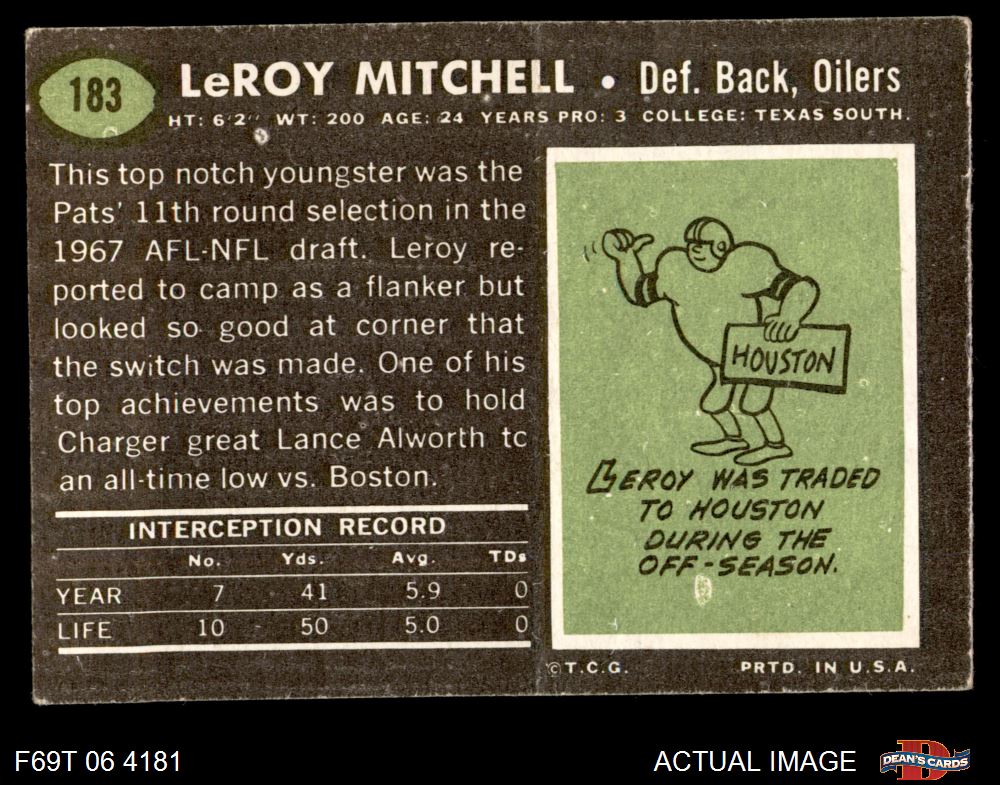 183
LeROY MITCHELL • Def. Back, Oilers
HT: 6'2" WT: 200 AGE: 24 YEARS PRO: 3 COLLEGE: TEXAS SOUTH.
This top notch youngster was the
Pats' 11th round selection in the
1967 AFL-NFL draft. Leroy re-
ported to camp as a flanker but
looked so good at corner that
the switch was made. One of his
top achievements was to hold
Charger great Lance Alworth tc
an all-time low vs. Boston.
INTERCEPTION RECORD
No. Yds. Avg. TDs
YEAR 7 41 5.9 0
LIFE 10 50 5.0 0
HOUSTON
LEROY WAS TRADED
TO HOUSTON
DURING THE
OFF-SEASON.
©T.C.G. PRTD. IN U.S.A.
F69T 06 4181
ACTUAL IMAGE
DEAN'S CARDS